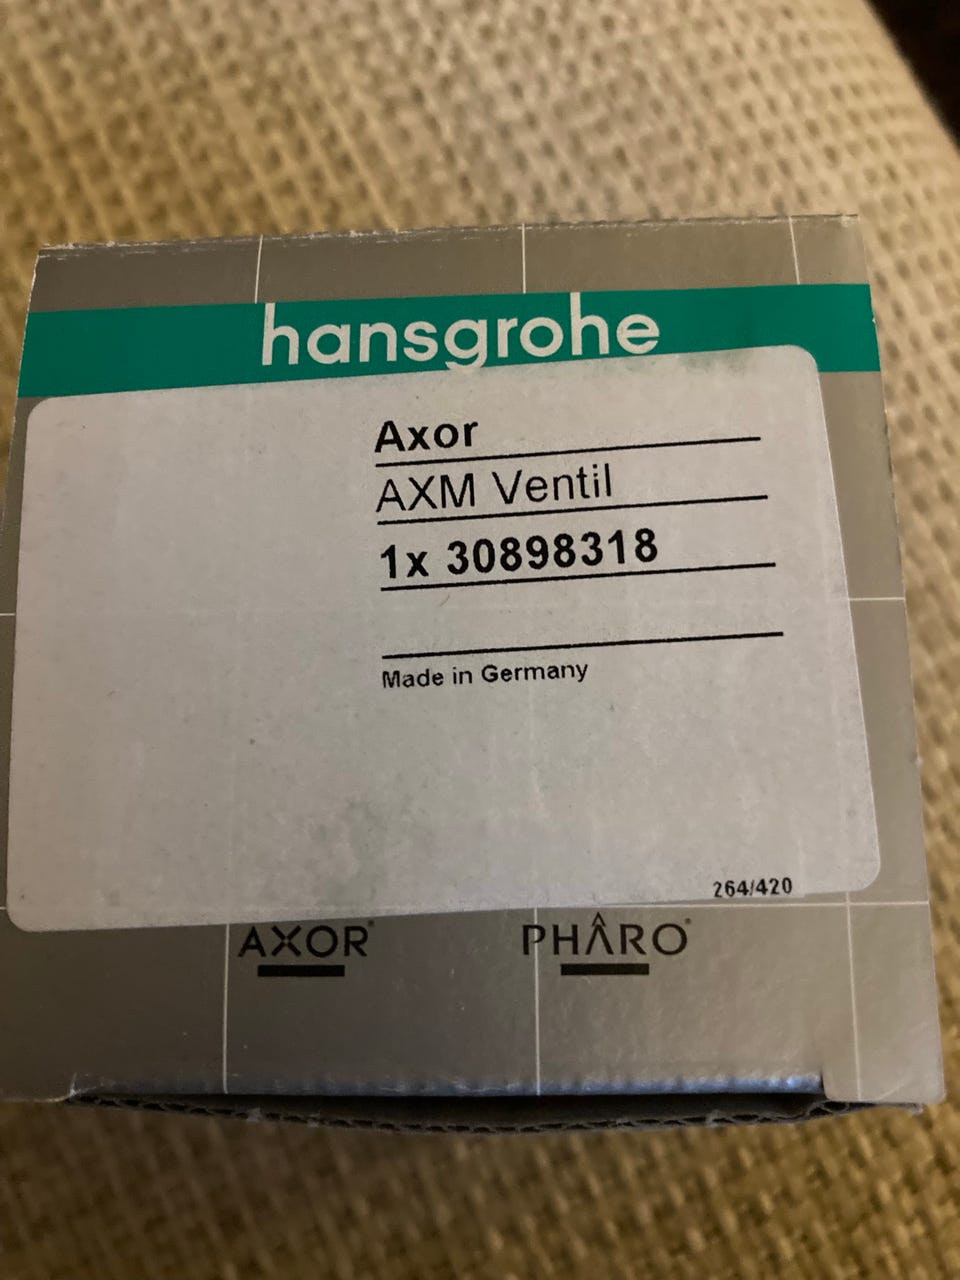 hansgrohe
Axor
AXM Ventil
1x 30898318
Made in Germany
264/420
AXOR® PHÂRO®